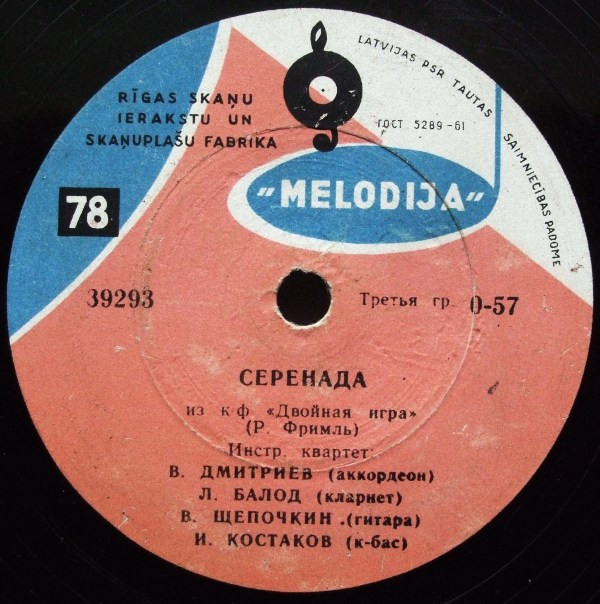 RĪGAS SKAŅU
IERAKSTU UN
SKAŅUPLAŠU FABRIKA
LATVIJAS PSR TAUTAS SAIMNIECĪBAS PADOME
ГОСТ 5289-61
"MELODIJA"
78
39293
Третья гр. 0-57
СЕРЕНАДА
из к-ф. «Двойная игра»
(Р. Фримль)
Инстр. квартет:
В. ДМИТРИЕВ (аккордеон)
Л. БАЛОД (кларнет)
В. ЩЕПОЧКИН .(гитара)
И. КОСТАКОВ (к-бас)